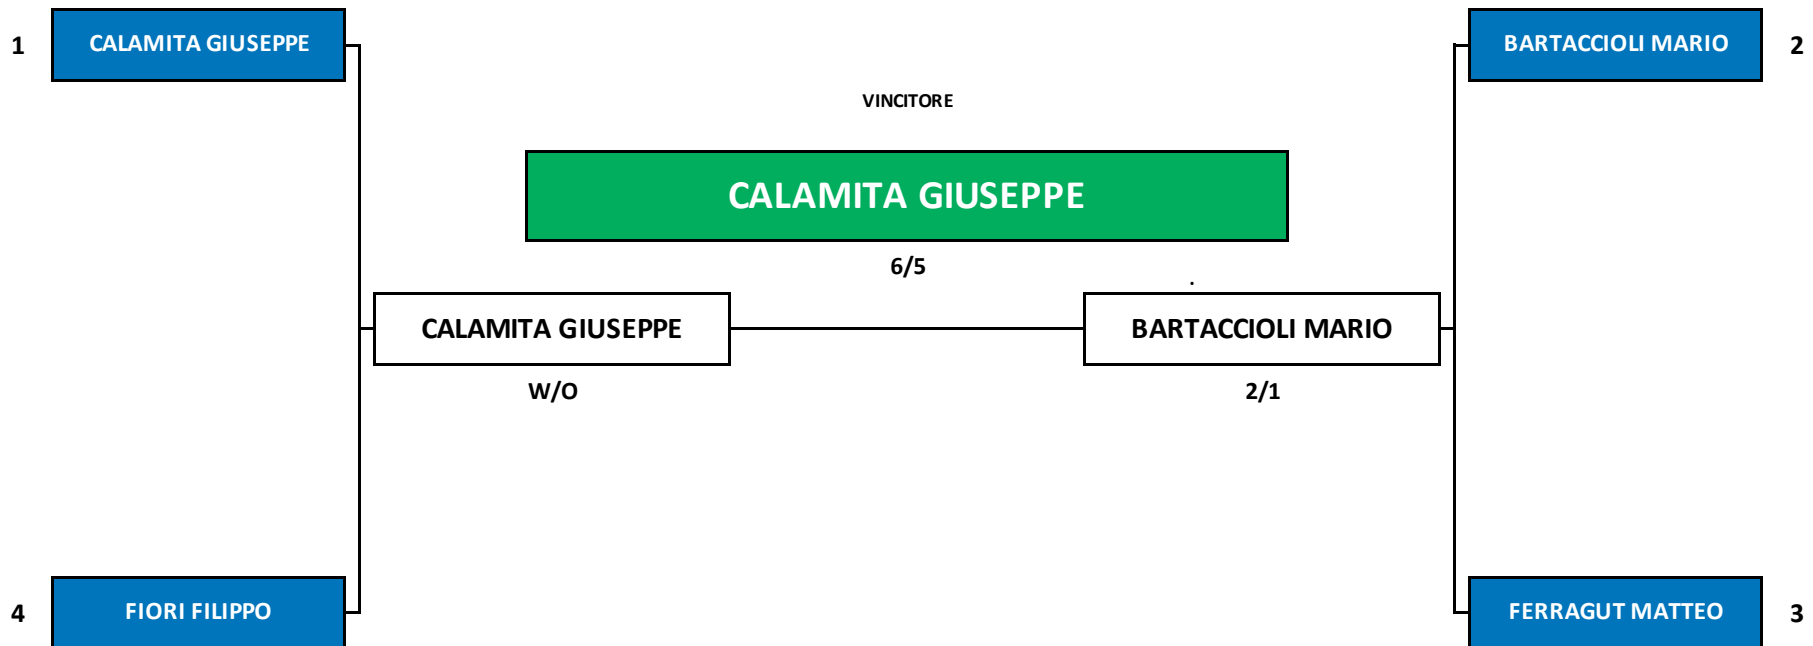 1 CALAMITA GIUSEPPE BARTACCIOLI MARIO 2
VINCITORE
CALAMITA GIUSEPPE
6/5
.
CALAMITA GIUSEPPE BARTACCIOLI MARIO
W/O 2/1
4 FIORI FILIPPO FERRAGUT MATTEO 3